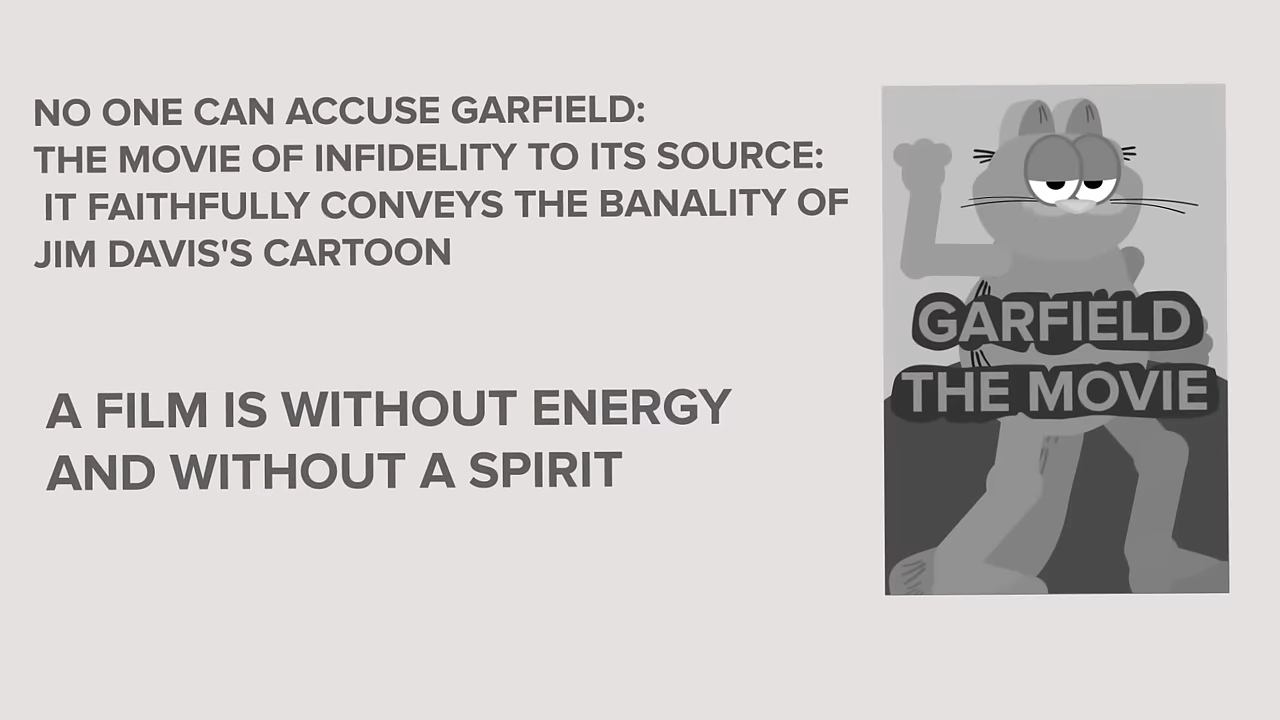 NO ONE CAN ACCUSE GARFIELD:
THE MOVIE OF INFIDELITY TO ITS SOURCE:
IT FAITHFULLY CONVEYS THE BANALITY OF
JIM DAVIS'S CARTOON
A FILM IS WITHOUT ENERGY
AND WITHOUT A SPIRIT
GARFIELD
THE MOVIE